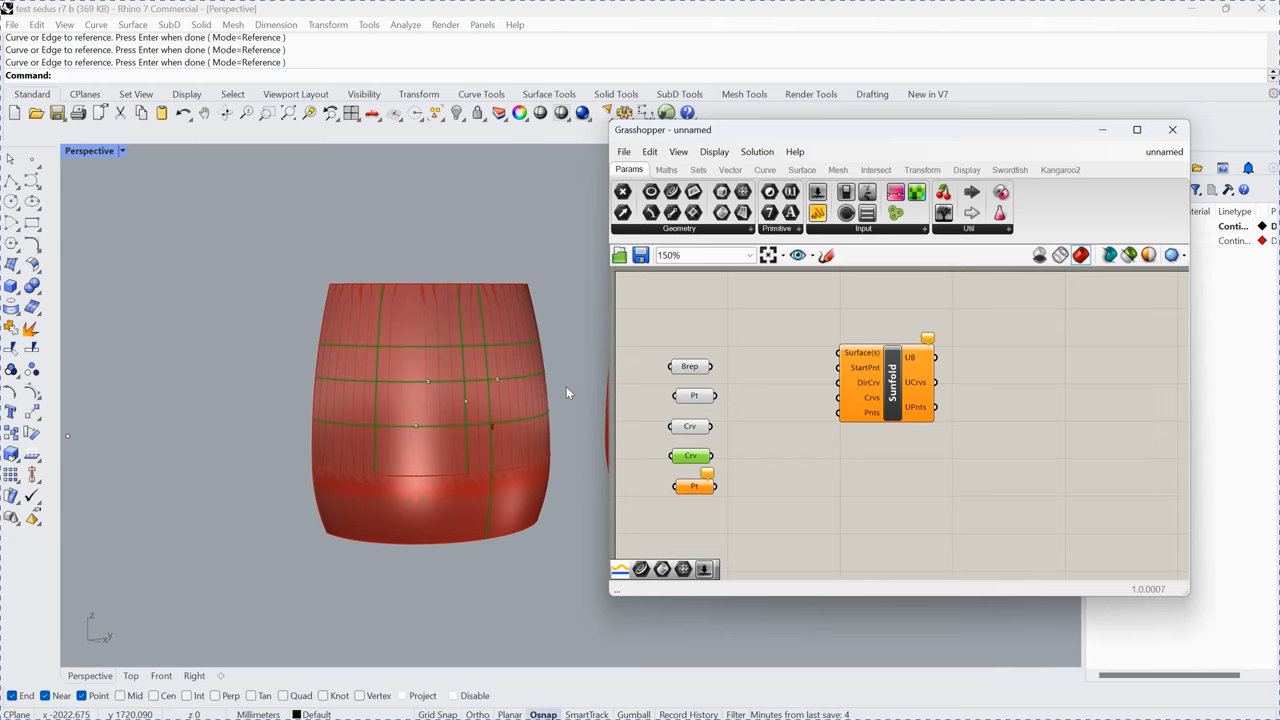 test sedus r7 b (369 KB) - Rhino 7 Commercial - [Perspective]
File Edit View Curve Surface SubD Solid Mesh Dimension Transform Tools Analyze Render Panels Help
Curve or Edge to reference. Press Enter when done ( Mode=Reference )
Curve or Edge to reference. Press Enter when done ( Mode=Reference )
Curve or Edge to reference. Press Enter when done ( Mode=Reference )
Command:
Standard CPlanes Set View Display Select Viewport Layout Visibility Transform Curve Tools Surface Tools Solid Tools SubD Tools Mesh Tools Render Tools Drafting New in V7
Perspective
Grasshopper - unnamed
File Edit View Display Solution Help unnamed
Params Maths Sets Vector Curve Surface Mesh Intersect Transform Display Swordfish Kangaroo2
Geometry Primitive Input Util
150%
Material Linetype
Conti...
Contin...
Brep
Pt
Crv
Crv
Pt
Surface(s)
StartPnt
DirCrv
Crvs
Pnts
Sunfold
UB
UCrvs
UPnts
... 1.0.0007
z
x y
Perspective Top Front Right
End Near Point Mid Cen Int Perp Tan Quad Knot Vertex Project Disable
CPlane x -2022.675 y 1720.090 z 0 Millimeters Default Grid Snap Ortho Planar Osnap SmartTrack Gumball Record History Filter Minutes from last save: 4